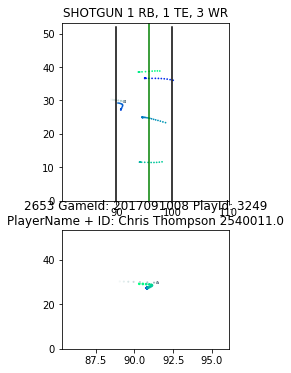 SHOTGUN 1 RB, 1 TE, 3 WR
50
40
30
20
10
0
90 100 110
2653 GameId: 2017091008 PlayId: 3249
PlayerName + ID: Chris Thompson 2540011.0
40
20
0
87.5 90.0 92.5 95.0